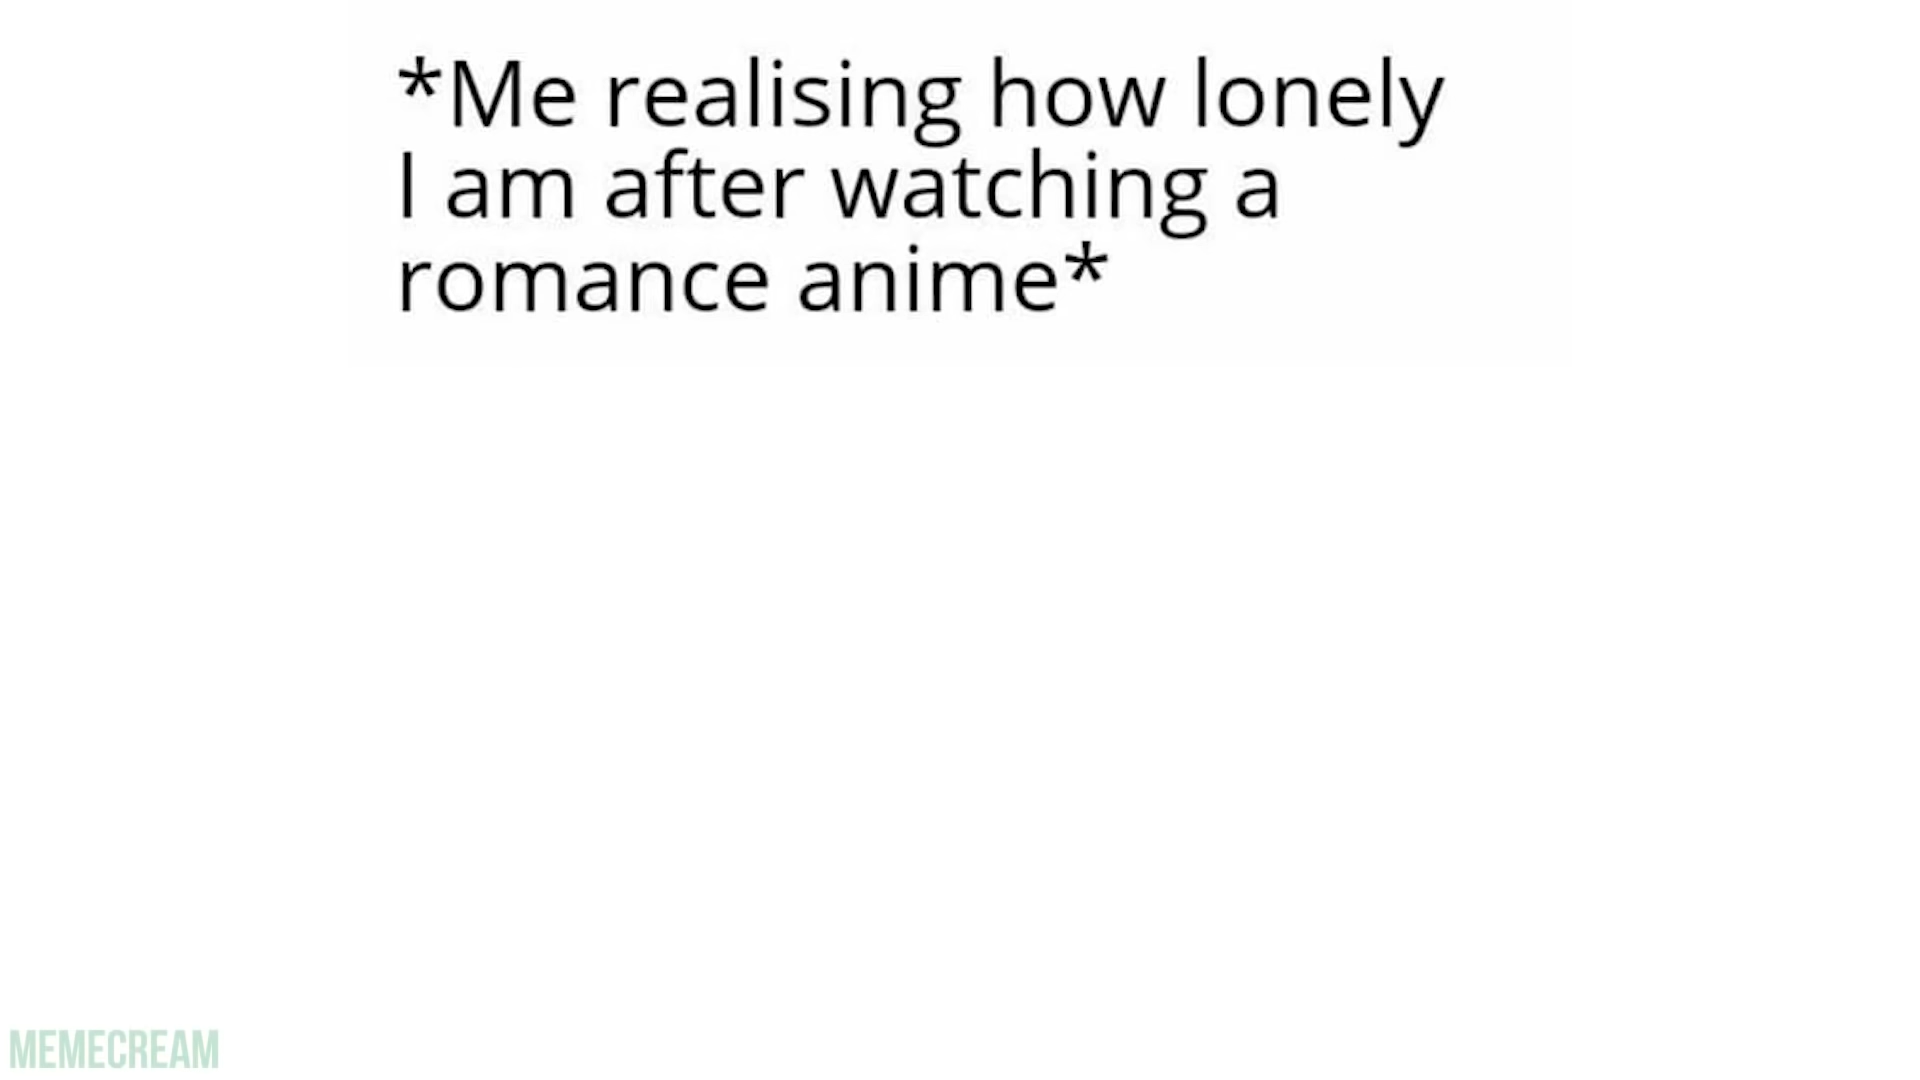 *Me realising how lonely
I am after watching a
romance anime*
MEMECREAM